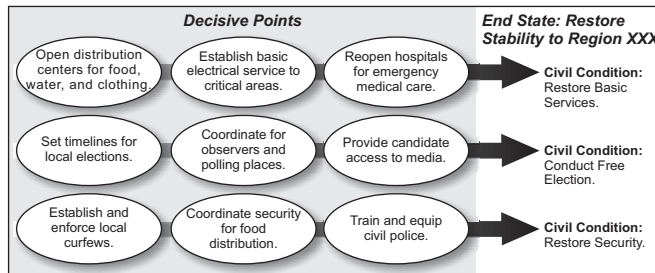 Decisive Points
End State: Restore
Stability to Region XXX
Open distribution
centers for food,
water, and clothing.
Establish basic
electrical service to
critical areas.
Reopen hospitals
for emergency
medical care.
Civil Condition:
Restore Basic
Services.
Set timelines for
local elections.
Coordinate for
observers and
polling places.
Provide candidate
access to media.
Civil Condition:
Conduct Free
Election.
Establish and
enforce local
curfews.
Coordinate security
for food
distribution.
Train and equip
civil police.
Civil Condition:
Restore Security.